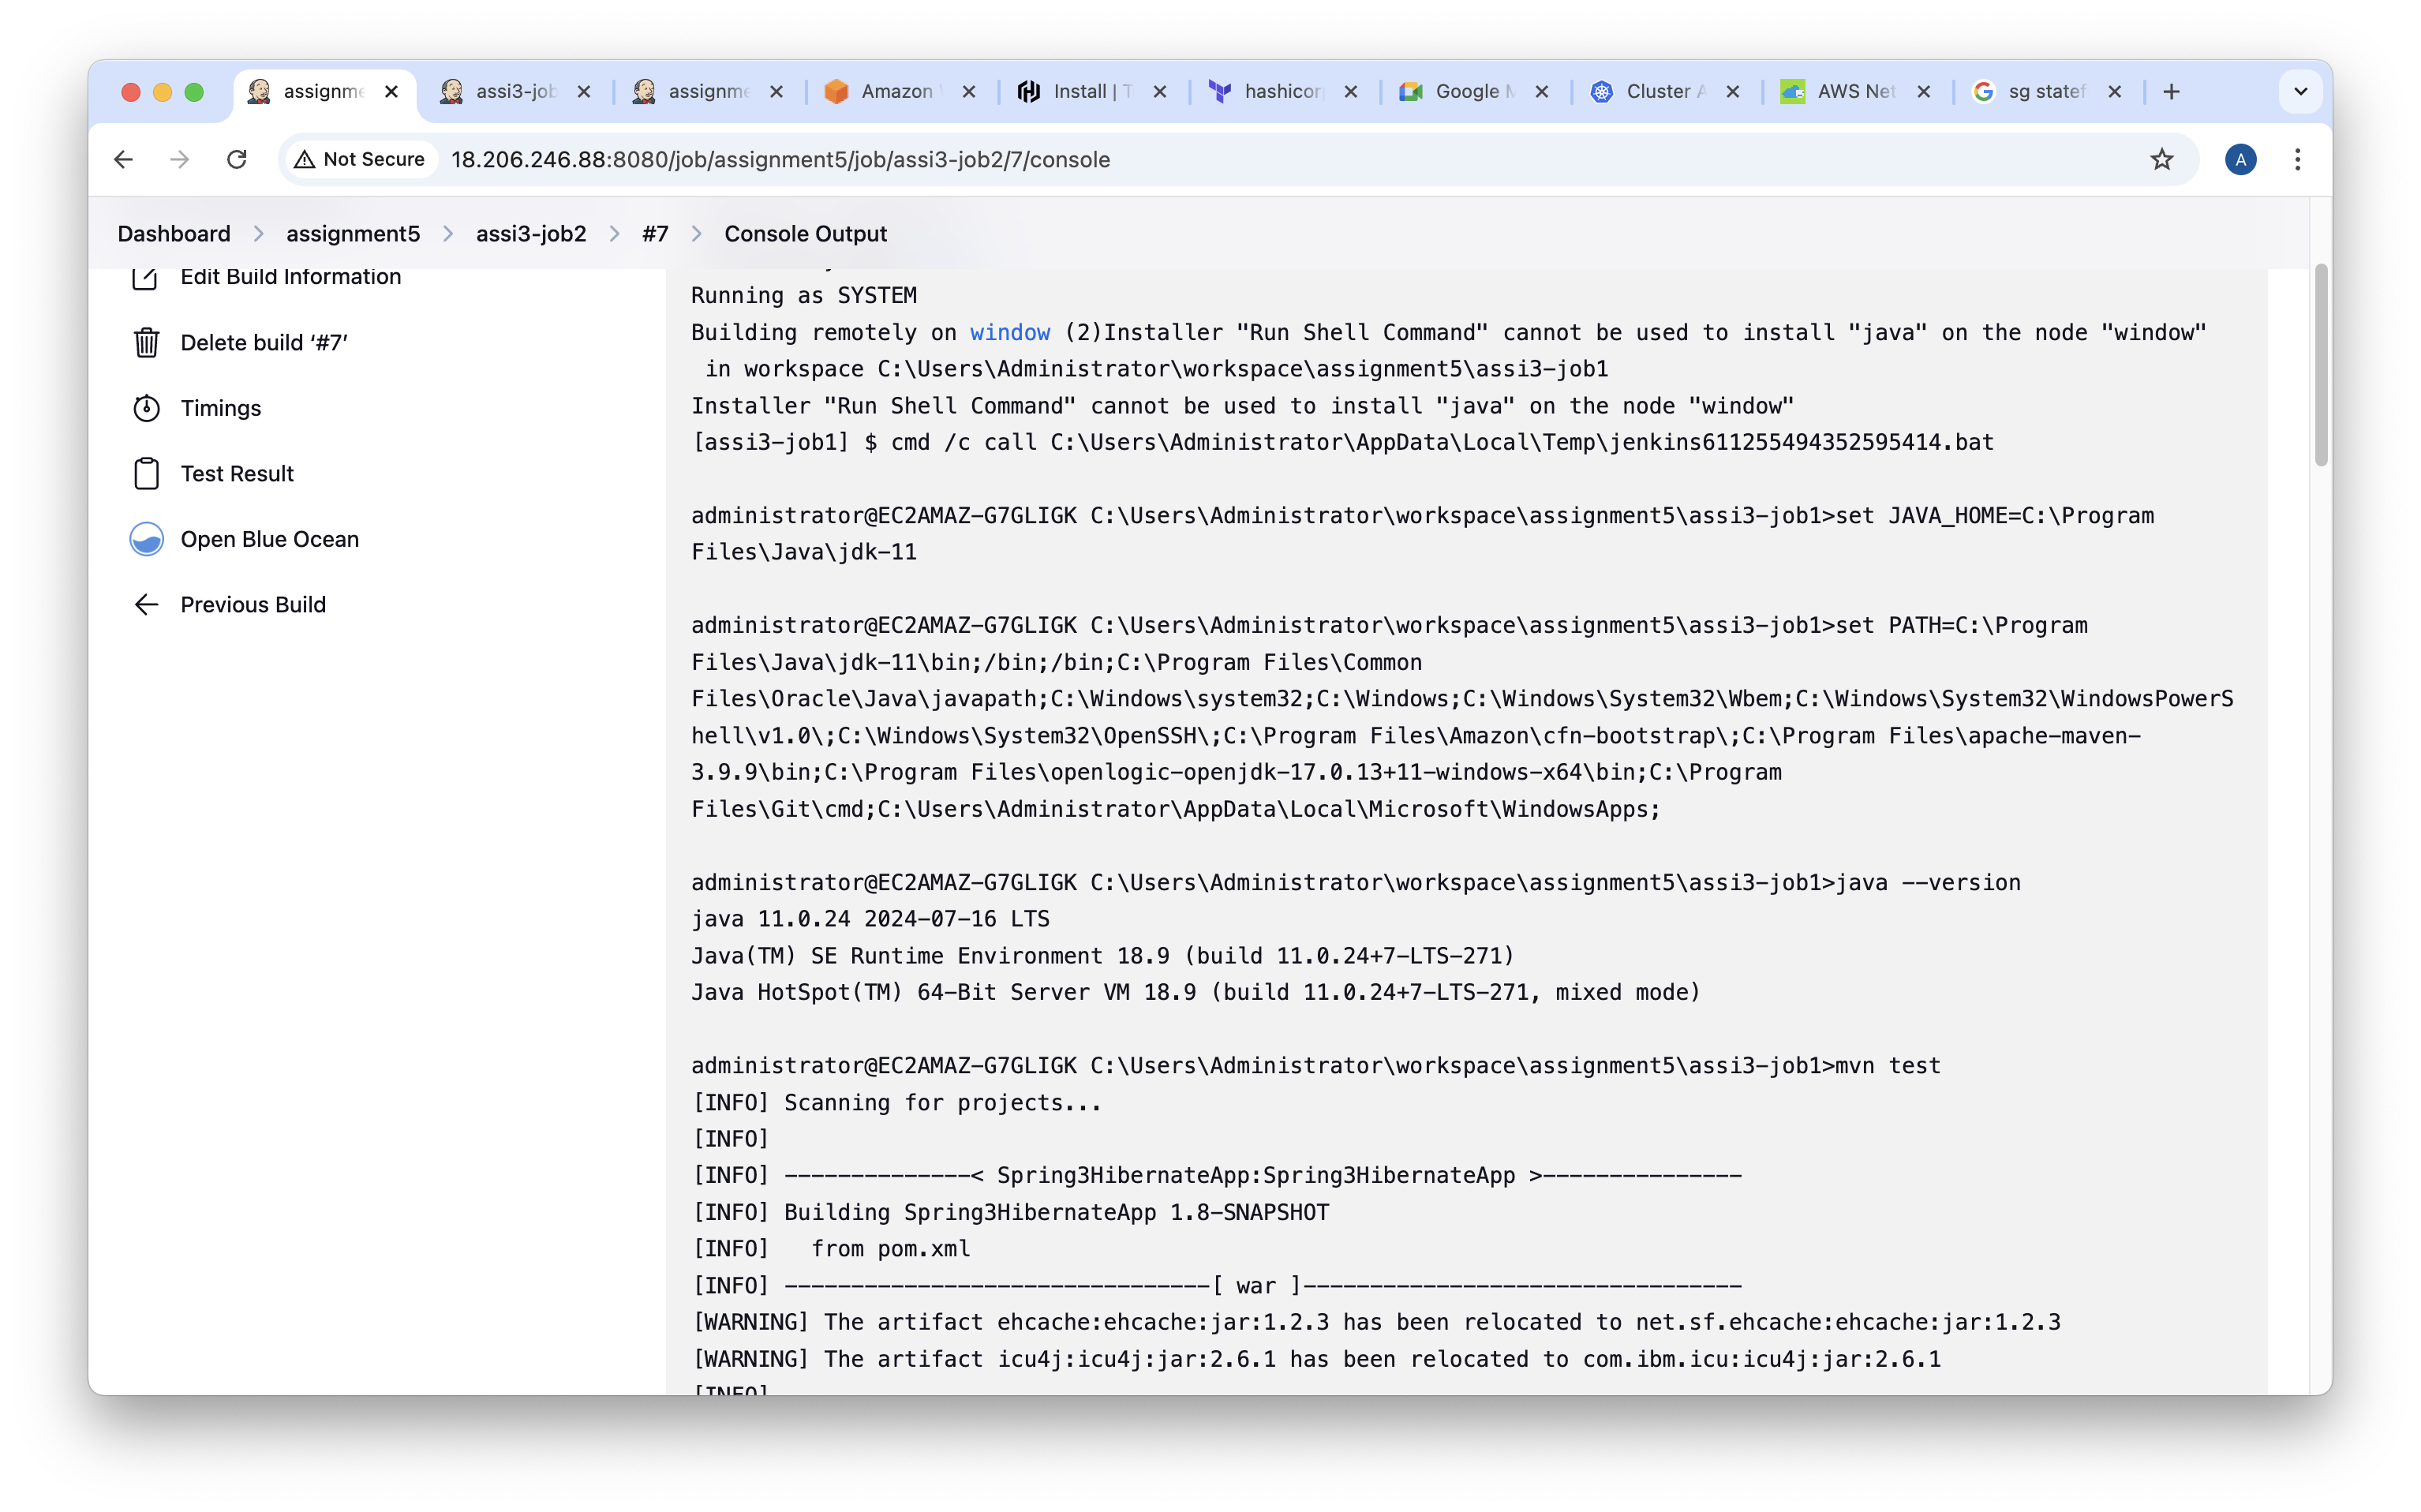 assignme
assi3-job
assignme
Amazon
Install | T
hashicor
Google M
Cluster A
AWS Net
sg statef
Not Secure
18.206.246.88:8080/job/assignment5/job/assi3-job2/7/console
A
Dashboard
assignment5
assi3-job2
#7
Console Output
Edit Build Information
Delete build ‘#7’
Timings
Test Result
Open Blue Ocean
Previous Build
Running as SYSTEM
Building remotely on window (2)Installer "Run Shell Command" cannot be used to install "java" on the node "window"
in workspace C:\Users\Administrator\workspace\assignment5\assi3-job1
Installer "Run Shell Command" cannot be used to install "java" on the node "window"
[assi3-job1] $ cmd /c call C:\Users\Administrator\AppData\Local\Temp\jenkins611255494352595414.bat
administrator@EC2AMAZ-G7GLIGK C:\Users\Administrator\workspace\assignment5\assi3-job1>set JAVA_HOME=C:\Program
Files\Java\jdk-11
administrator@EC2AMAZ-G7GLIGK C:\Users\Administrator\workspace\assignment5\assi3-job1>set PATH=C:\Program
Files\Java\jdk-11\bin;/bin;/bin;C:\Program Files\Common
Files\Oracle\Java\javapath;C:\Windows\system32;C:\Windows;C:\Windows\System32\Wbem;C:\Windows\System32\WindowsPowerS
hell\v1.0\;C:\Windows\System32\OpenSSH\;C:\Program Files\Amazon\cfn-bootstrap\;C:\Program Files\apache-maven-
3.9.9\bin;C:\Program Files\openlogic-openjdk-17.0.13+11-windows-x64\bin;C:\Program
Files\Git\cmd;C:\Users\Administrator\AppData\Local\Microsoft\WindowsApps;
administrator@EC2AMAZ-G7GLIGK C:\Users\Administrator\workspace\assignment5\assi3-job1>java --version
java 11.0.24 2024-07-16 LTS
Java(TM) SE Runtime Environment 18.9 (build 11.0.24+7-LTS-271)
Java HotSpot(TM) 64-Bit Server VM 18.9 (build 11.0.24+7-LTS-271, mixed mode)
administrator@EC2AMAZ-G7GLIGK C:\Users\Administrator\workspace\assignment5\assi3-job1>mvn test
[INFO] Scanning for projects...
[INFO]
[INFO] --------------< Spring3HibernateApp:Spring3HibernateApp >---------------
[INFO] Building Spring3HibernateApp 1.8-SNAPSHOT
[INFO]   from pom.xml
[INFO] --------------------------------[ war ]---------------------------------
[WARNING] The artifact ehcache:ehcache:jar:1.2.3 has been relocated to net.sf.ehcache:ehcache:jar:1.2.3
[WARNING] The artifact icu4j:icu4j:jar:2.6.1 has been relocated to com.ibm.icu:icu4j:jar:2.6.1
[INFO]